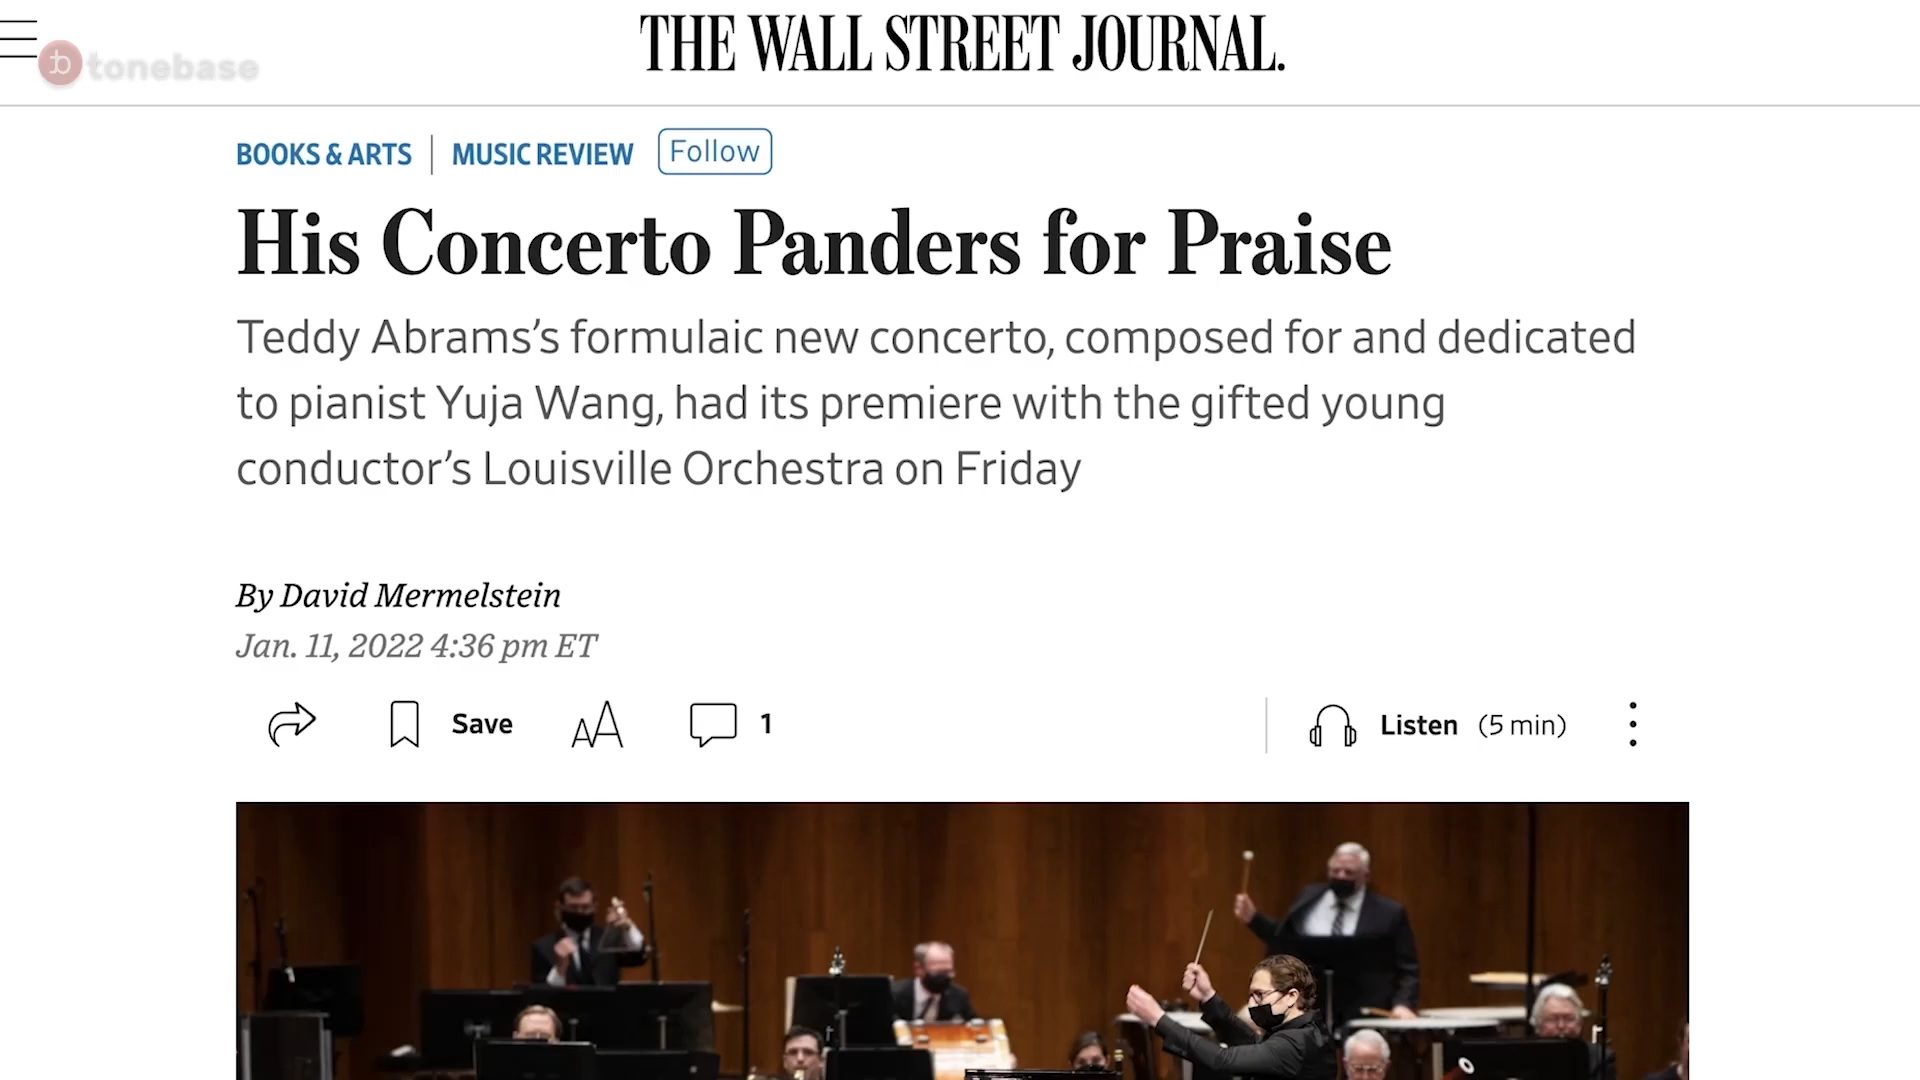 THE WALL STREET JOURNAL.
tonebase
BOOKS & ARTS | MUSIC REVIEW Follow
His Concerto Panders for Praise
Teddy Abrams’s formulaic new concerto, composed for and dedicated
to pianist Yuja Wang, had its premiere with the gifted young
conductor’s Louisville Orchestra on Friday
By David Mermelstein
Jan. 11, 2022 4:36 pm ET
Save AA 1 Listen (5 min)